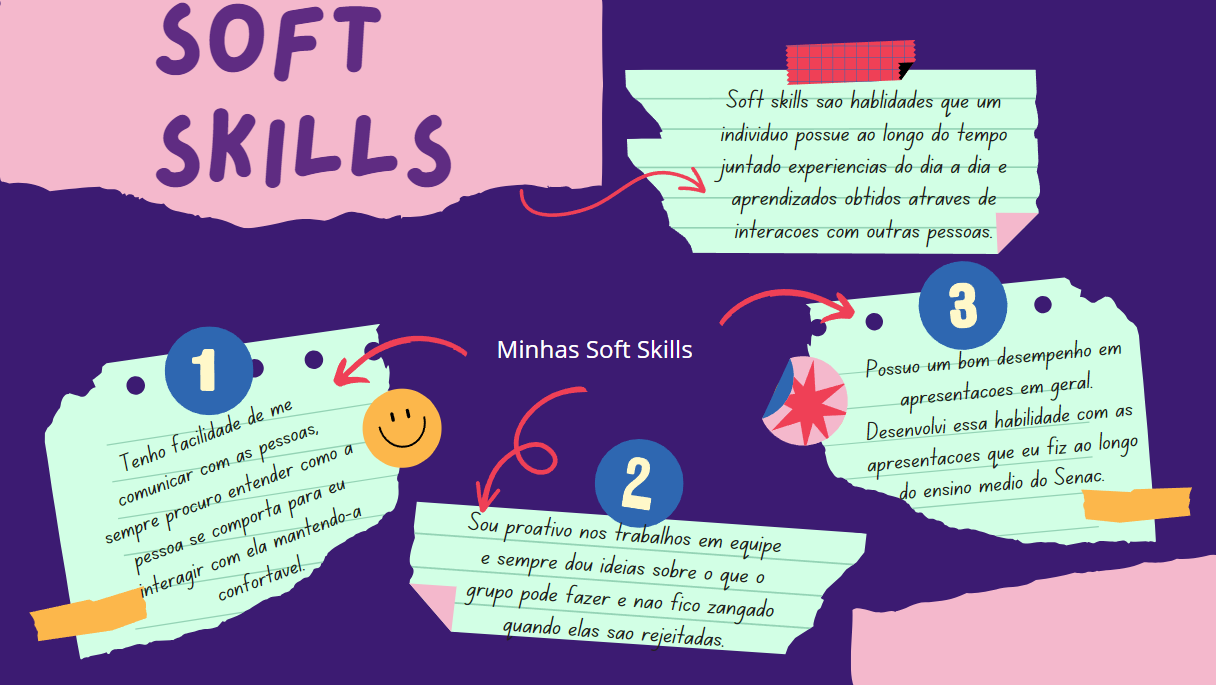 SOFT
SKILLS
Soft skills sao hablidades que um
individuo possue ao longo do tempo
juntado experiencias do dia a dia e
aprendizados obtidos atraves de
interacoes com outras pessoas.
Minhas Soft Skills
1
Tenho facilidade de me
comunicar com as pessoas,
sempre procuro entender como a
pessoa se comporta para eu
interagir com ela mantendo-a
confortavel.
2
Sou proativo nos trabalhos em equipe
e sempre dou ideias sobre o que o
grupo pode fazer e nao fico zangado
quando elas sao rejeitadas.
3
Possuo um bom desempenho em
apresentacoes em geral.
Desenvolvi essa habilidade com as
apresentacoes que eu fiz ao longo
do ensino medio do Senac.